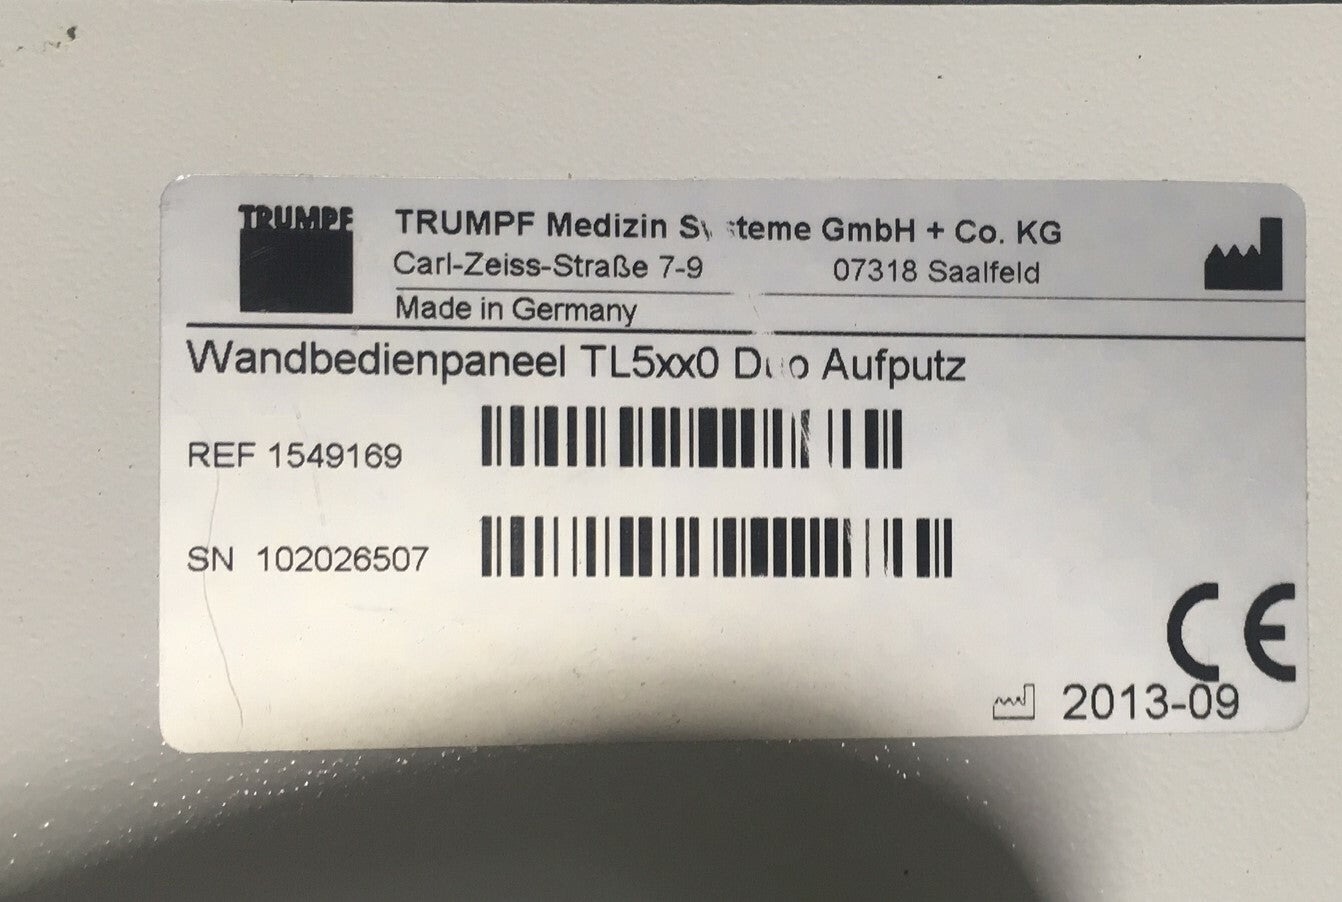 TRUMPF
TRUMPF Medizin Systeme GmbH + Co. KG
Carl-Zeiss-Straße 7-9 07318 Saalfeld
Made in Germany
Wandbedienpaneel TL5xx0 Duo Aufputz
REF 1549169
SN 102026507
CE
2013-09